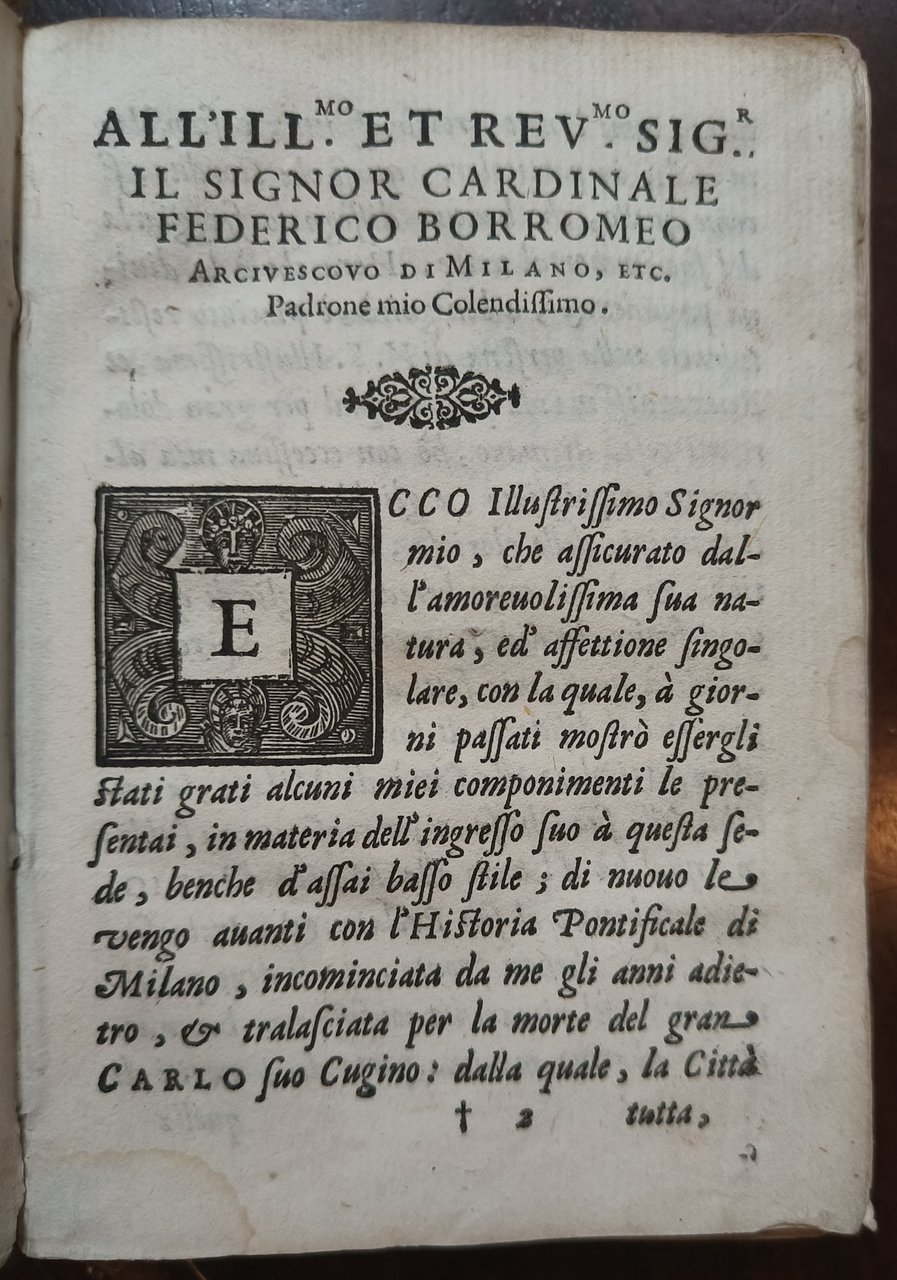 ALL'ILL.MO ET REV.MO SIG.R
IL SIGNOR CARDINALE
FEDERICO BORROMEO
ARCIVESCOVO DI MILANO, ETC.
Padrone mio Colendiſſimo.
ECCO Illuſtriſſimo Signor
mio, che aſſicurato dal-
l'amoreuoliſſima ſua na-
tura, ed affettione ſingo-
lare, con la quale, à gior-
ni paſſati moſtrò eſſergli
ſtati grati alcuni miei componimenti le pre-
ſentai, in materia dell'ingreſſo ſuo à queſta ſe-
de, benche d'aſſai baſſo ſtile; di nuouo le
vengo auanti con l'Hiſtoria Pontificale di
Milano, incominciata da me gli anni adie-
tro, & tralaſciata per la morte del gran
CARLO ſuo Cugino: dalla quale, la Città
† 2 tutta,